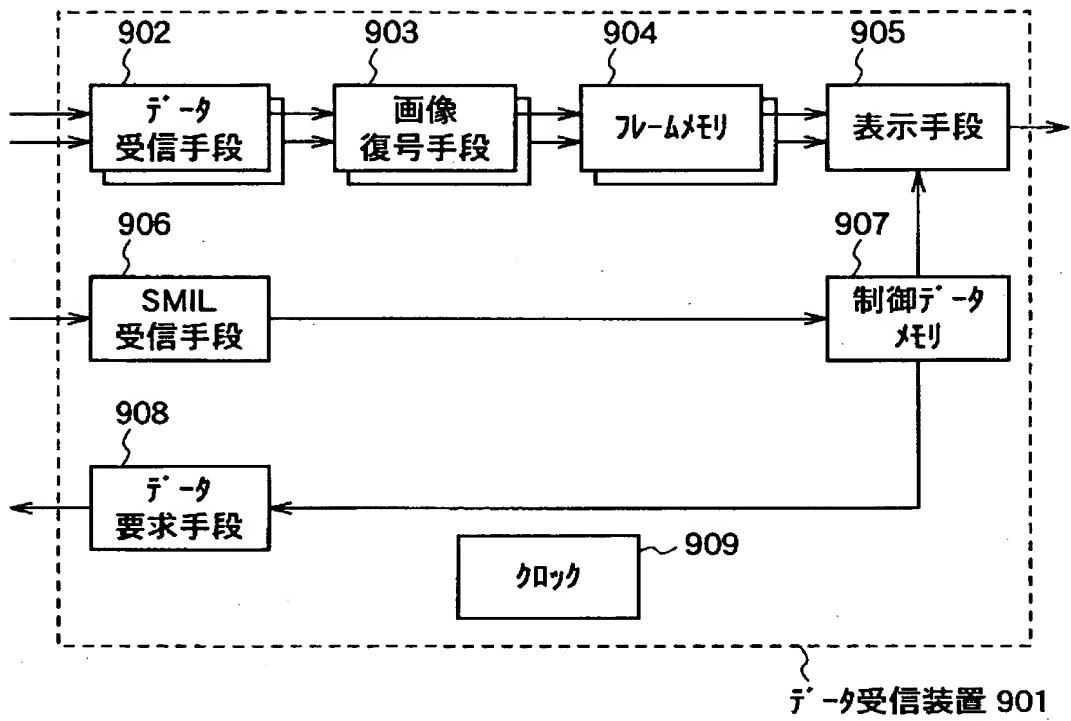 902
903
904
905
データ
受信手段
画像
復号手段
フレームメモリ
表示手段
906
907
SMIL
受信手段
制御データ
メモリ
908
データ
要求手段
909
クロック
データ受信装置 901